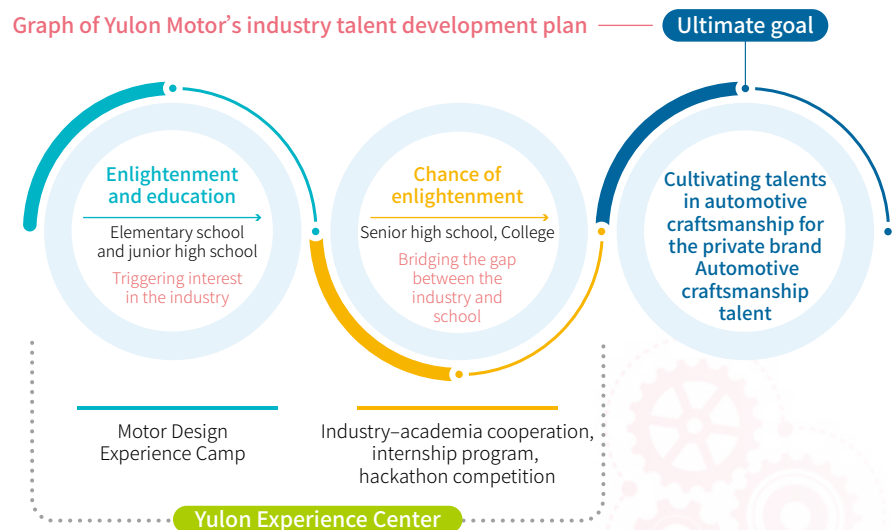 Graph of Yulon Motor's industry talent development plan
Ultimate goal
Enlightenment
and education
Elementary school
and junior high school
Triggering interest
in the industry
Chance of
enlightenment
Senior high school, College
Bridging the gap
between the
industry and
school
Cultivating talents
in automotive
craftsmanship for
the private brand
Automotive
craftsmanship
talent
Motor Design
Experience Camp
Industry–academia cooperation,
internship program,
hackathon competition
Yulon Experience Center